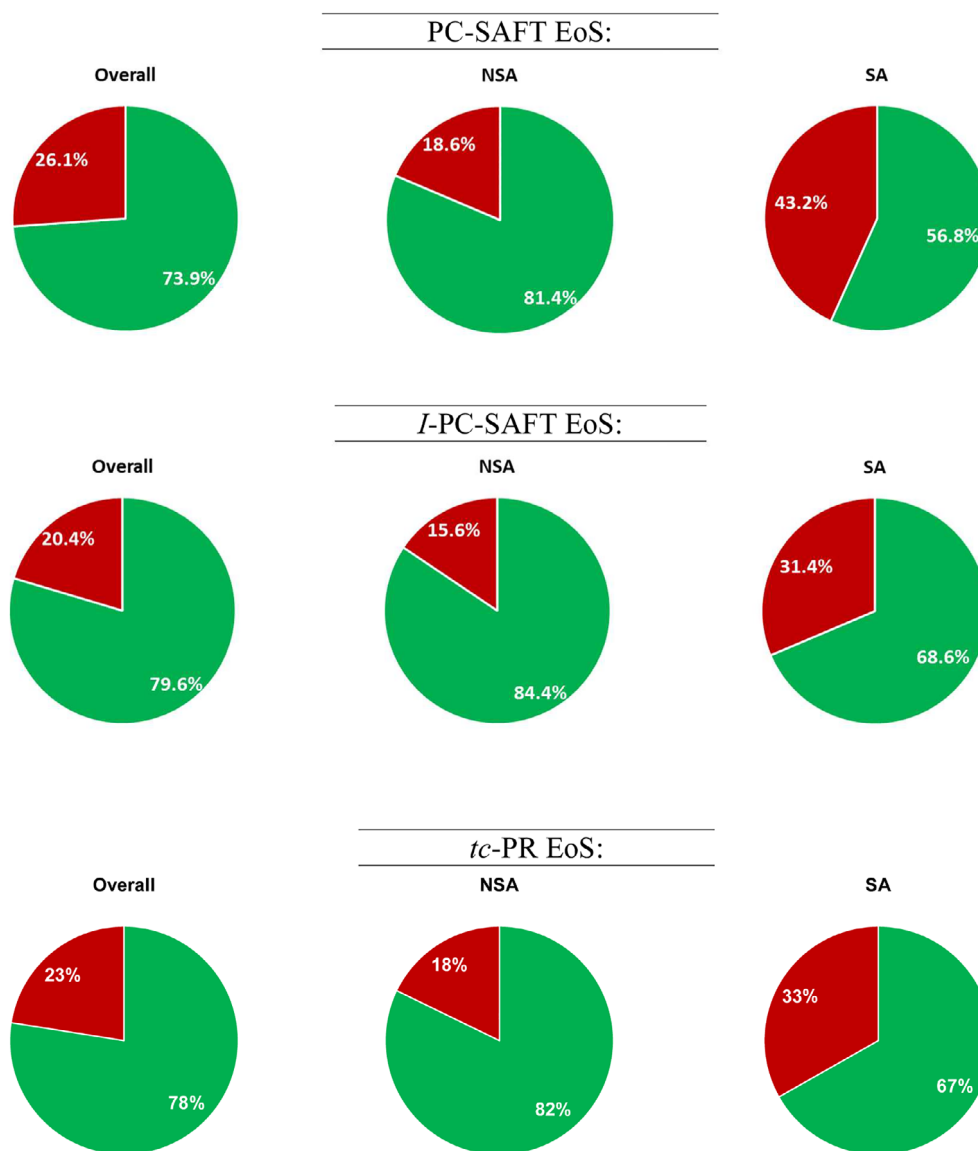 PC-SAFT EoS:
Overall NSA SA
26.1% 18.6% 43.2%
73.9% 81.4% 56.8%
I-PC-SAFT EoS:
Overall NSA SA
20.4% 15.6% 31.4%
79.6% 84.4% 68.6%
tc-PR EoS:
Overall NSA SA
23% 18% 33%
78% 82% 67%